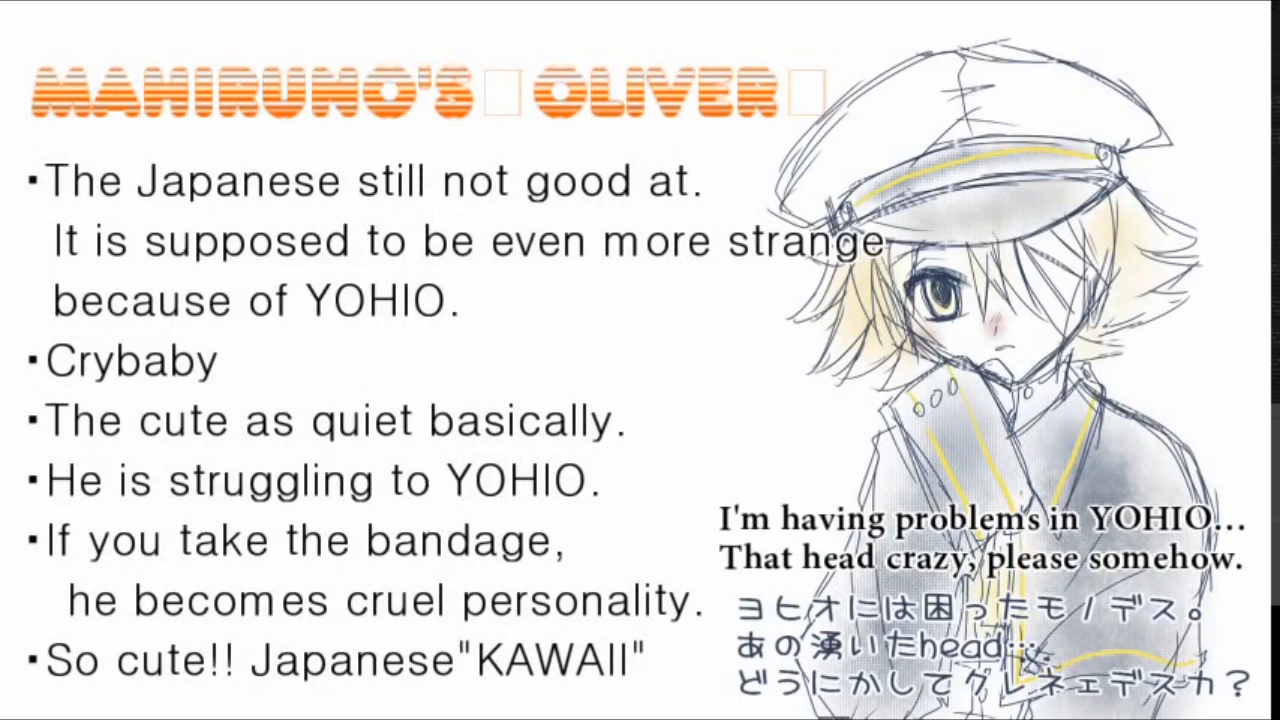 MAHIRUNO'S □ OLIVER □
・The Japanese still not good at.
It is supposed to be even more strange
because of YOHIO.
・Crybaby
・The cute as quiet basically.
・He is struggling to YOHIO.
・If you take the bandage,
he becomes cruel personality.
・So cute!! Japanese"KAWAII"
I'm having problems in YOHIO...
That head crazy, please somehow.
ヨヒオには困ったモノデス。
あの湧いたhead…、
どうにかしてクレネェデスカ？